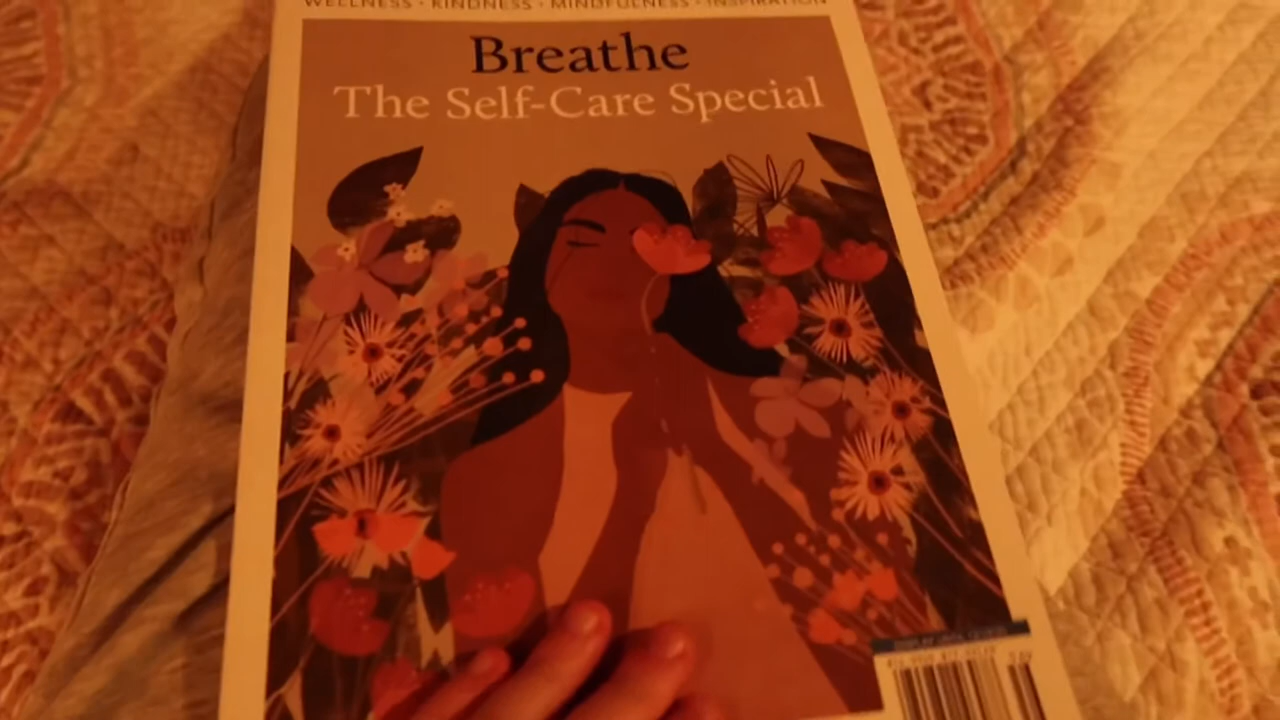 WELLNESS • KINDNESS • MINDFULNESS • INSPIRATION
Breathe
The Self-Care Special